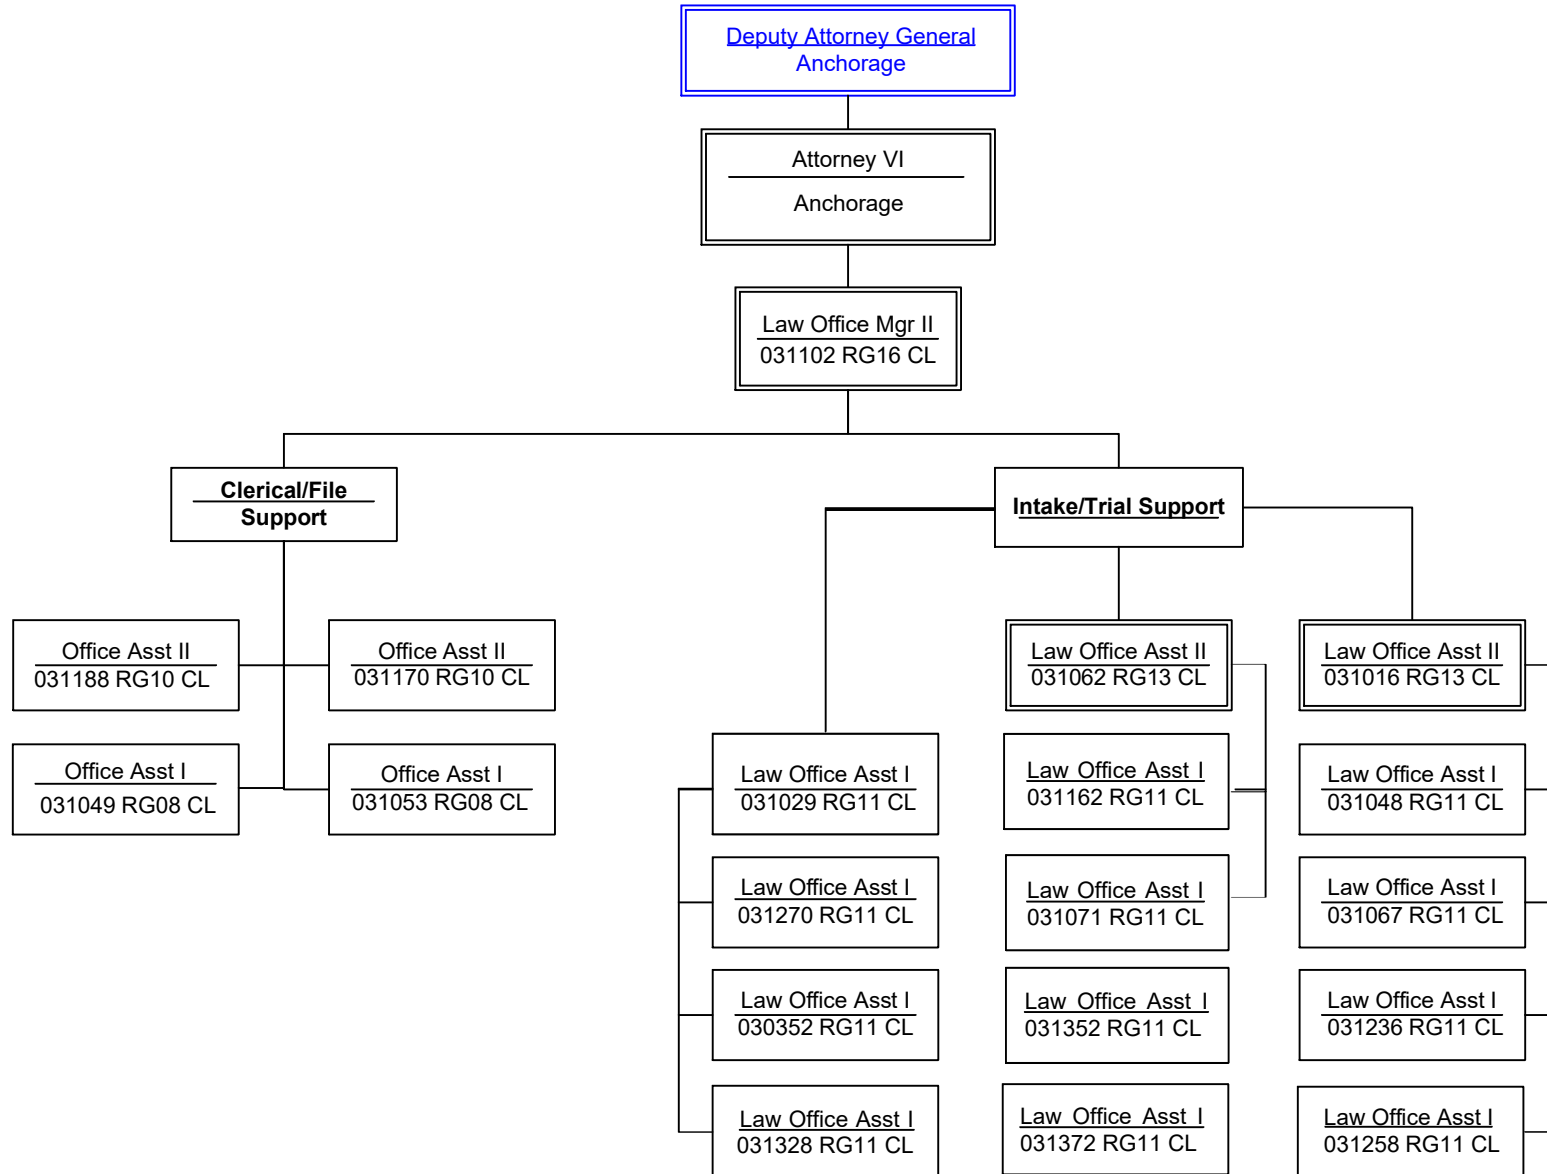 Deputy Attorney General
Anchorage
Attorney VI
Anchorage
Law Office Mgr II
031102 RG16 CL
Clerical/File
Support
Intake/Trial Support
Office Asst II
031188 RG10 CL
Office Asst II
031170 RG10 CL
Office Asst I
031049 RG08 CL
Office Asst I
031053 RG08 CL
Law Office Asst I
031029 RG11 CL
Law Office Asst I
031270 RG11 CL
Law Office Asst I
030352 RG11 CL
Law Office Asst I
031328 RG11 CL
Law Office Asst II
031062 RG13 CL
Law Office Asst I
031162 RG11 CL
Law Office Asst I
031071 RG11 CL
Law Office Asst I
031352 RG11 CL
Law Office Asst I
031372 RG11 CL
Law Office Asst II
031016 RG13 CL
Law Office Asst I
031048 RG11 CL
Law Office Asst I
031067 RG11 CL
Law Office Asst I
031236 RG11 CL
Law Office Asst I
031258 RG11 CL